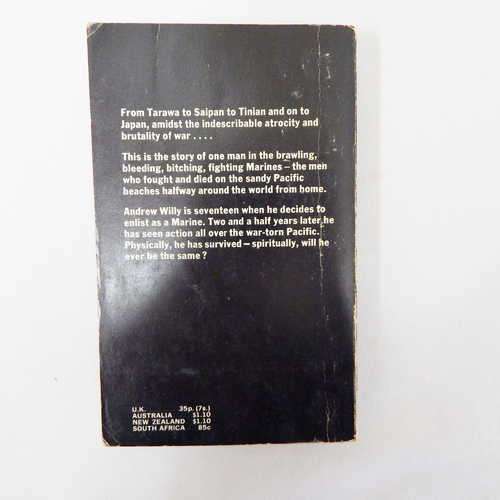 From Tarawa to Saipan to Tinian and on to
Japan, amidst the indescribable atrocity and
brutality of war . . . .
This is the story of one man in the brawling,
bleeding, bitching, fighting Marines — the men
who fought and died on the sandy Pacific
beaches halfway around the world from home.
Andrew Willy is seventeen when he decides to
enlist as a Marine. Two and a half years later he
has seen action all over the war-torn Pacific.
Physically, he has survived — spiritually, will he
ever be the same ?
U.K. 35p. (7s.)
AUSTRALIA $1.10
NEW ZEALAND $1.10
SOUTH AFRICA 85c